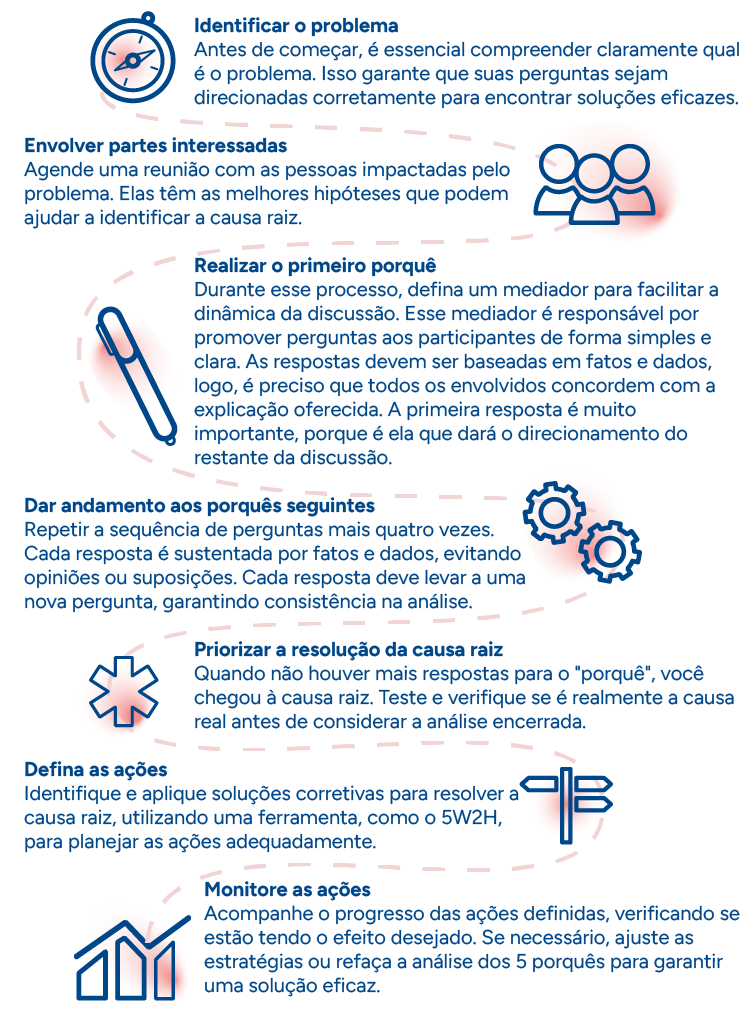 Identificar o problema
Antes de começar, é essencial compreender claramente qual
é o problema. Isso garante que suas perguntas sejam
direcionadas corretamente para encontrar soluções eficazes.
Envolver partes interessadas
Agende uma reunião com as pessoas impactadas pelo
problema. Elas têm as melhores hipóteses que podem
ajudar a identificar a causa raiz.
Realizar o primeiro porquê
Durante esse processo, defina um mediador para facilitar a
dinâmica da discussão. Esse mediador é responsável por
promover perguntas aos participantes de forma simples e
clara. As respostas devem ser baseadas em fatos e dados,
logo, é preciso que todos os envolvidos concordem com a
explicação oferecida. A primeira resposta é muito
importante, porque é ela que dará o direcionamento do
restante da discussão.
Dar andamento aos porquês seguintes
Repetir a sequência de perguntas mais quatro vezes.
Cada resposta é sustentada por fatos e dados, evitando
opiniões ou suposições. Cada resposta deve levar a uma
nova pergunta, garantindo consistência na análise.
Priorizar a resolução da causa raiz
Quando não houver mais respostas para o "porquê", você
chegou à causa raiz. Teste e verifique se é realmente a causa
real antes de considerar a análise encerrada.
Defina as ações
Identifique e aplique soluções corretivas para resolver a
causa raiz, utilizando uma ferramenta, como o 5W2H,
para planejar as ações adequadamente.
Monitore as ações
Acompanhe o progresso das ações definidas, verificando se
estão tendo o efeito desejado. Se necessário, ajuste as
estratégias ou refaça a análise dos 5 porquês para garantir
uma solução eficaz.